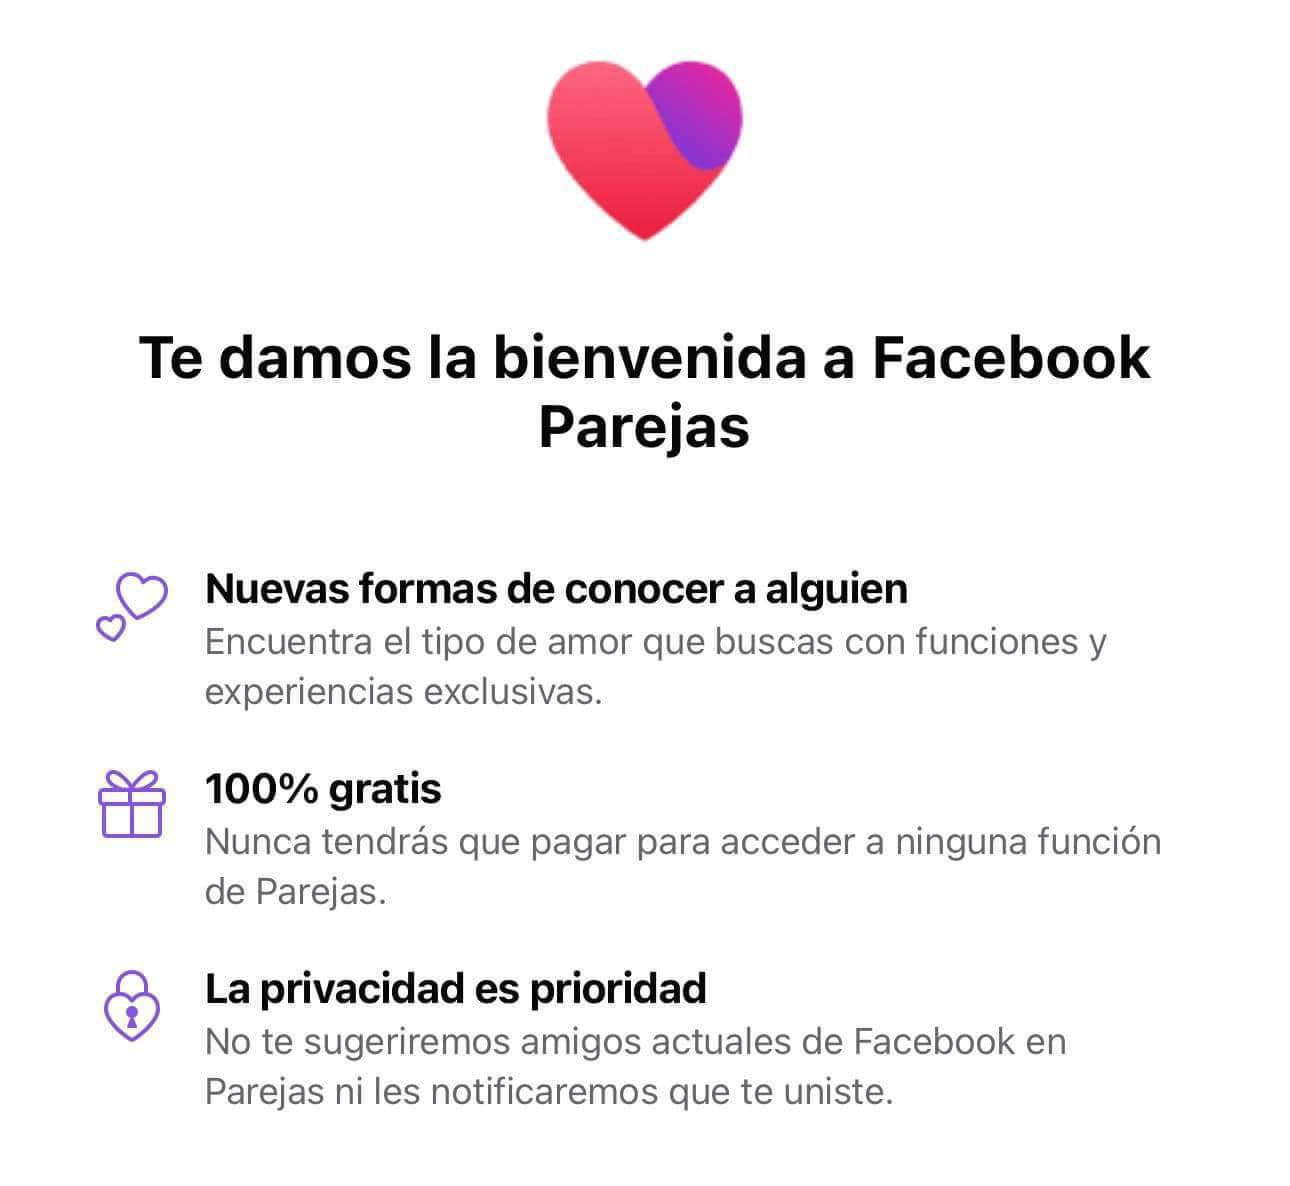 Te damos la bienvenida a Facebook
Parejas
Nuevas formas de conocer a alguien
Encuentra el tipo de amor que buscas con funciones y
experiencias exclusivas.
100% gratis
Nunca tendrás que pagar para acceder a ninguna función
de Parejas.
La privacidad es prioridad
No te sugeriremos amigos actuales de Facebook en
Parejas ni les notificaremos que te uniste.